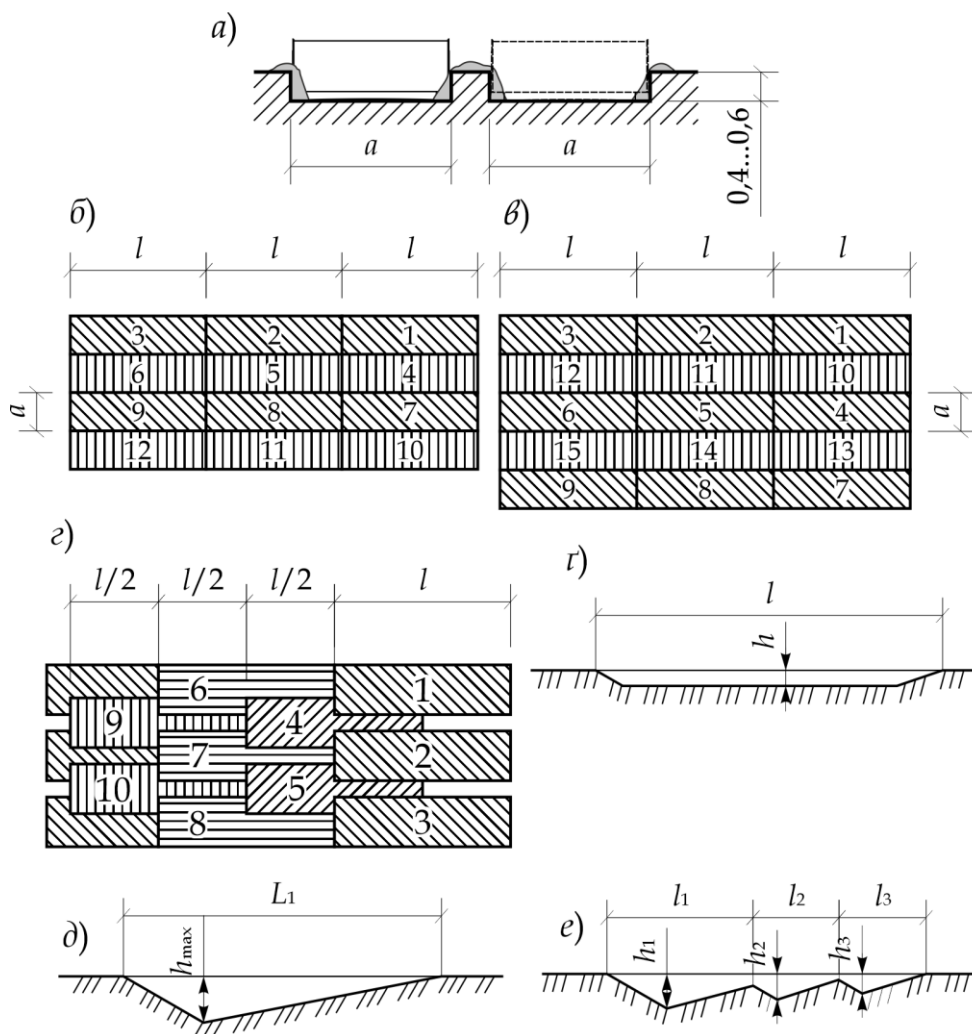 а)
a a
0,4...0,6
б) в)
l l l l l l
3 2 1 3 2 1
6 5 4 12 11 10
a 9 8 7 6 5 4 a
12 11 10 15 14 13
9 8 7
г) ґ)
l/2 l/2 l/2 l l
h
6 1
9 4
7 2
10 5
8 3
L1 l1 l2 l3
д) hmax е) h1 h2 h3